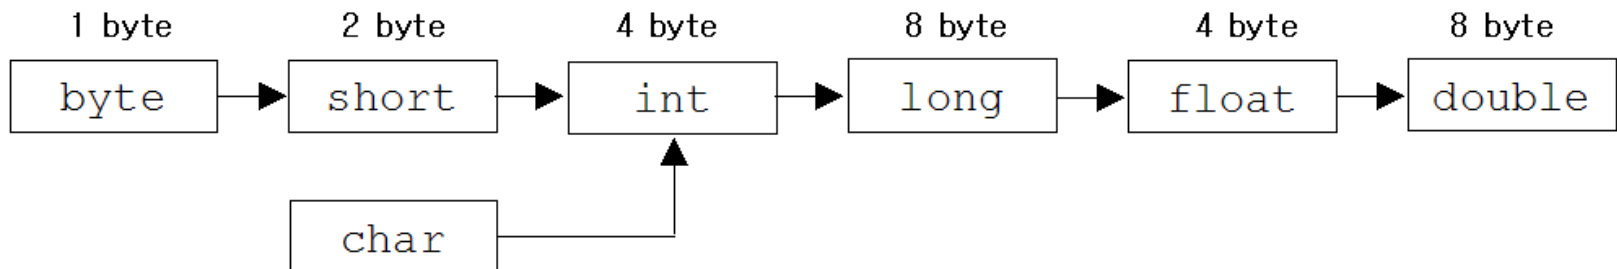 1 byte 2 byte 4 byte 8 byte 4 byte 8 byte
byte short int long float double
char